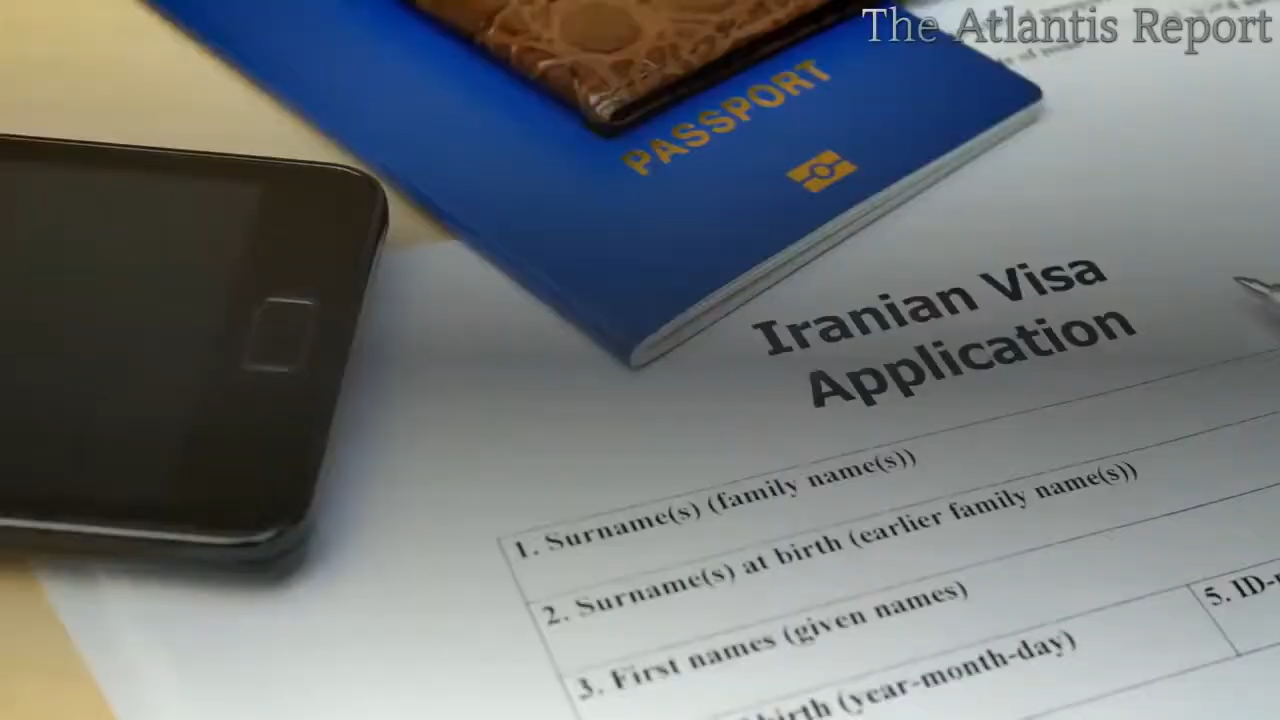 The Atlantis Report
PASSPORT
Iranian Visa
Application
1. Surname(s) (family name(s))
2. Surname(s) at birth (earlier family name(s))
3. First names (given names)
5. ID-
birth (year-month-day)